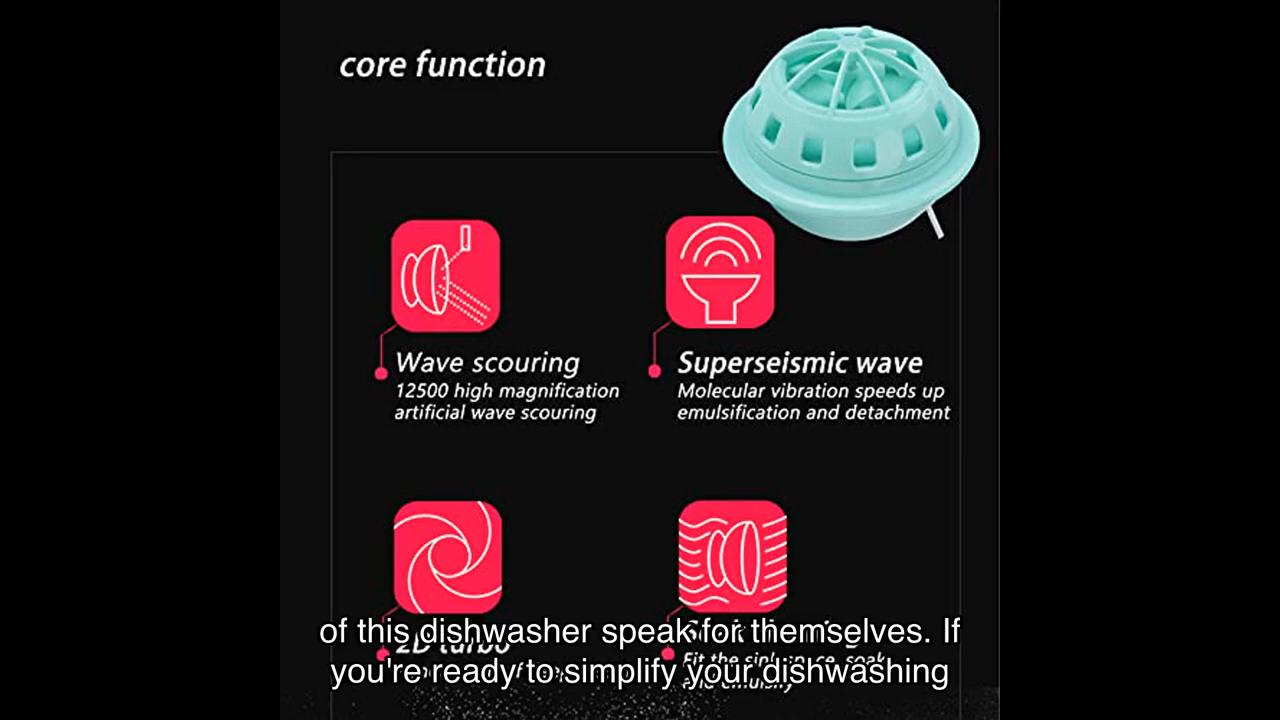 core function
Wave scouring
12500 high magnification
artificial wave scouring
Superseismic wave
Molecular vibration speeds up
emulsification and detachment
2D turbo
of this dishwasher speak for themselves. If
you're ready to simplify your dishwashing